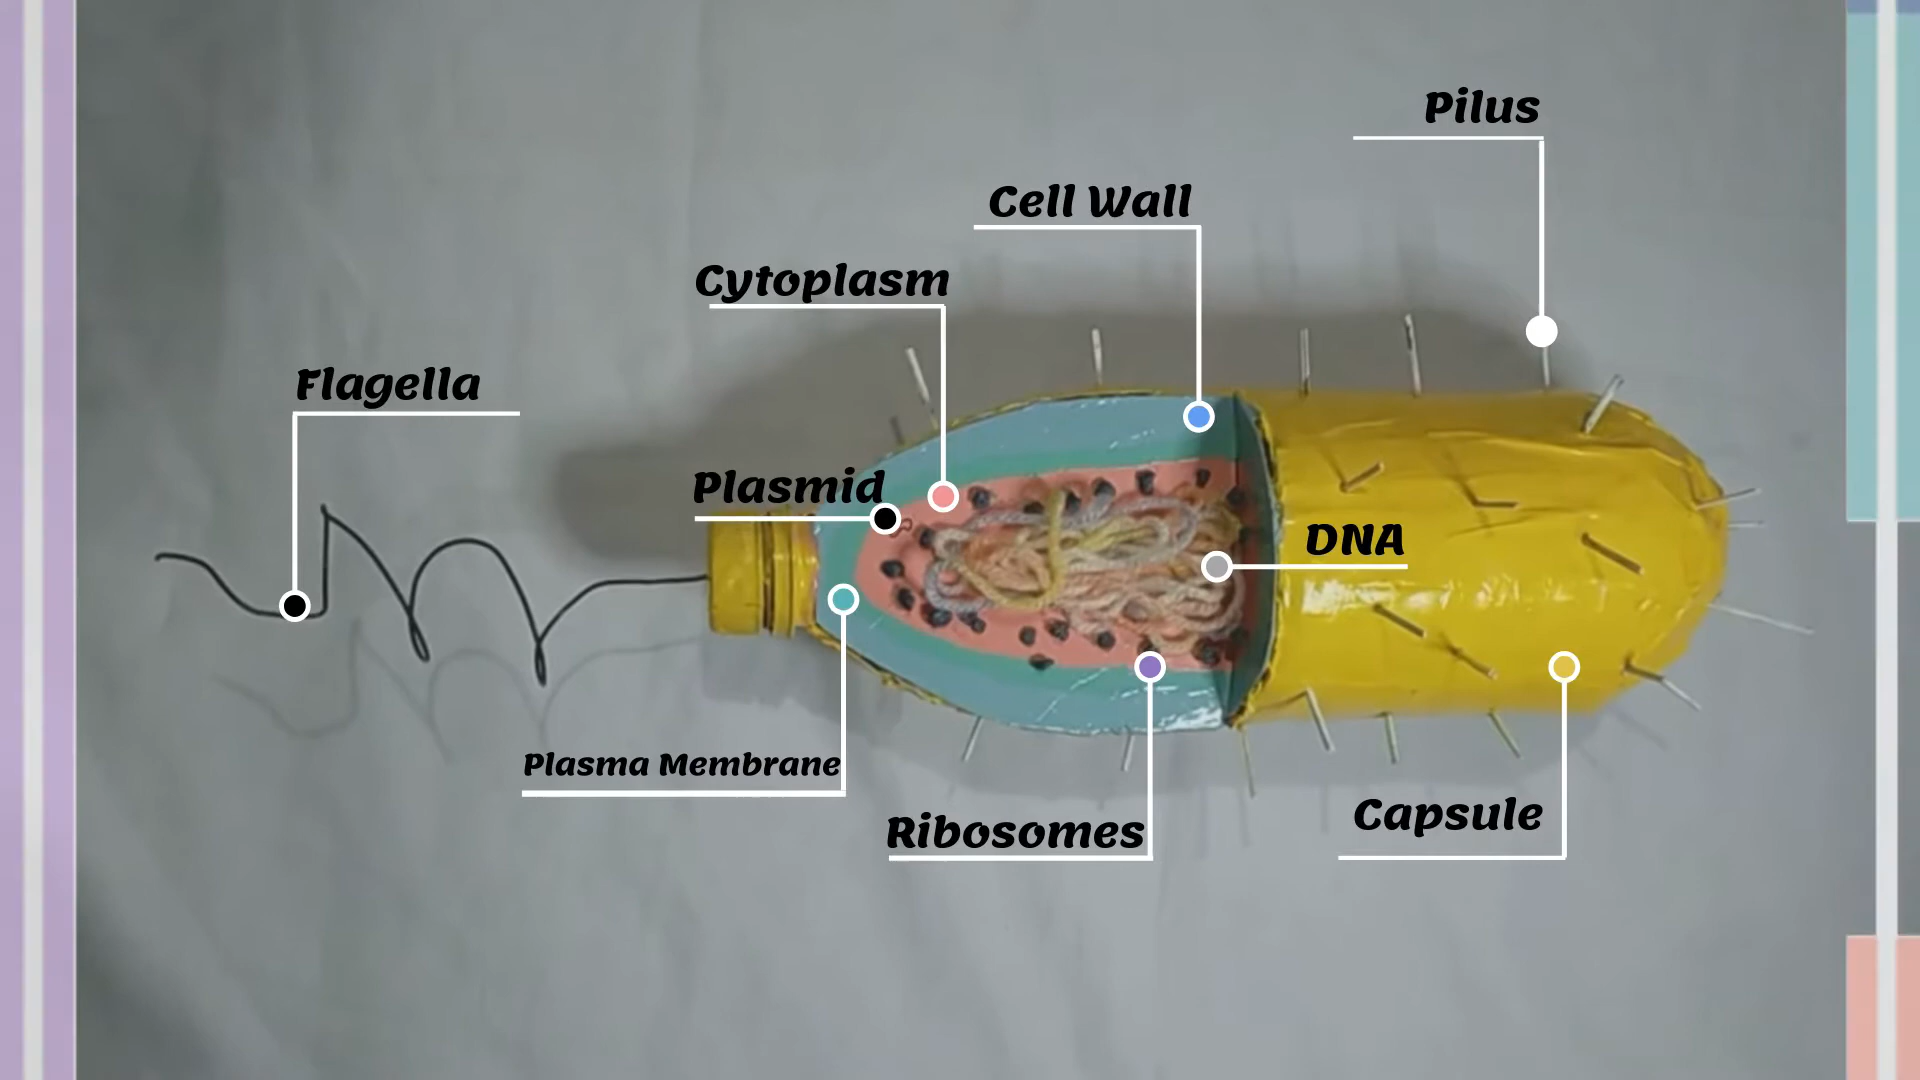 Pilus
Cell Wall
Cytoplasm
Flagella
Plasmid
DNA
Plasma Membrane
Ribosomes
Capsule